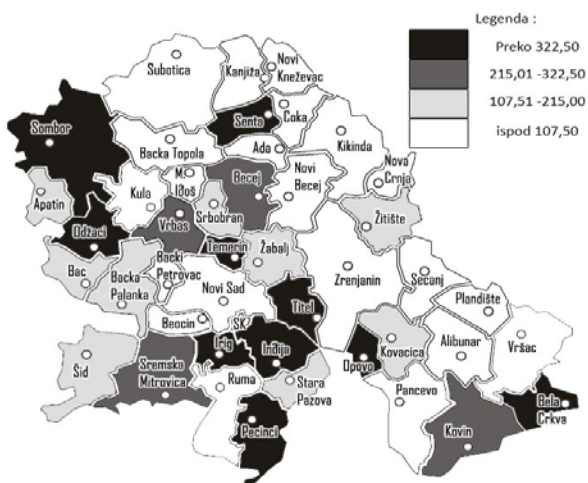 Legenda :
Preko 322,50
215,01 -322,50
107,51 -215,00
ispod 107,50
Subotica
Kanjiža
Novi
Kneževac
Sombor
Senta
Coka
Backa Topola
Ada
Kikinda
Apatin
Kula
M.
Iđoš
Becej
Novi
Becej
Nova
Crnja
Srbobran
Vrbas
Žitište
Odžaci
Temerin
Žabalj
Bac
Backa
Palanka
Backi
Petrovac
Novi Sad
Zrenjanin
Secanj
Titel
Plandište
Beocin
SK
Irig
Inđija
Opovo
Kovacica
Alibunar
Vršac
Šid
Sremska
Mitrovica
Ruma
Stara
Pazova
Pancevo
Pecinci
Kovin
Bela
Crkva